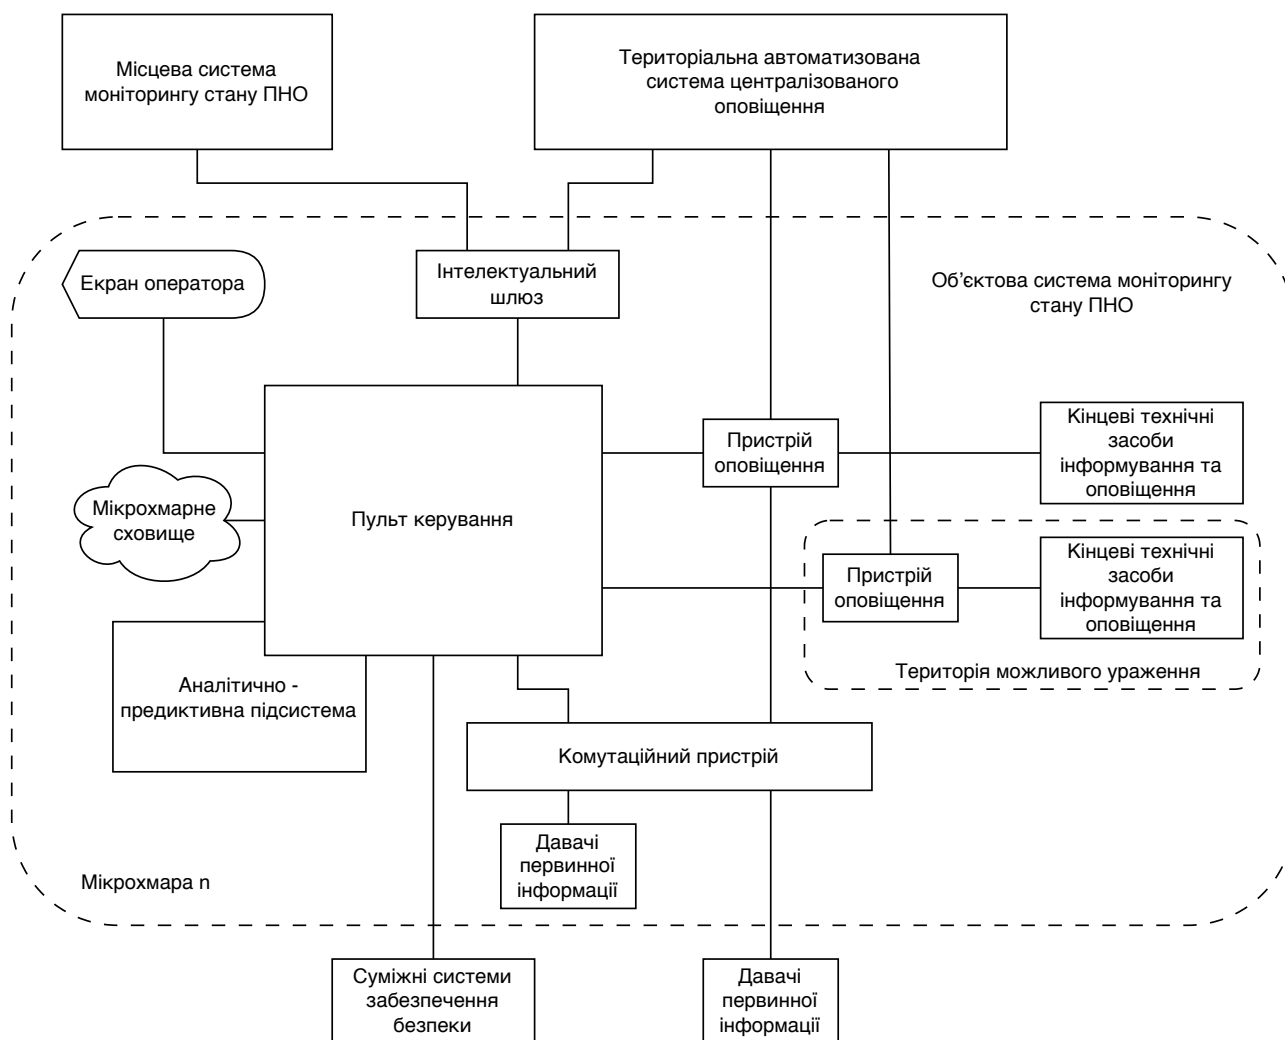 Місцева система
моніторингу стану ПНО
Територіальна автоматизована
система централізованого
оповіщення
Екран оператора
Інтелектуальний
шлюз
Об’єктова система моніторингу
стану ПНО
Мікрохмарне
сховище
Пульт керування
Пристрій
оповіщення
Кінцеві технічні
засоби
інформування та
оповіщення
Пристрій
оповіщення
Кінцеві технічні
засоби
інформування та
оповіщення
Територія можливого ураження
Аналітично -
предиктивна підсистема
Комутаційний пристрій
Давачі
первинної
інформації
Мікрохмара n
Суміжні системи
забезпечення
безпеки
Давачі
первинної
інформації